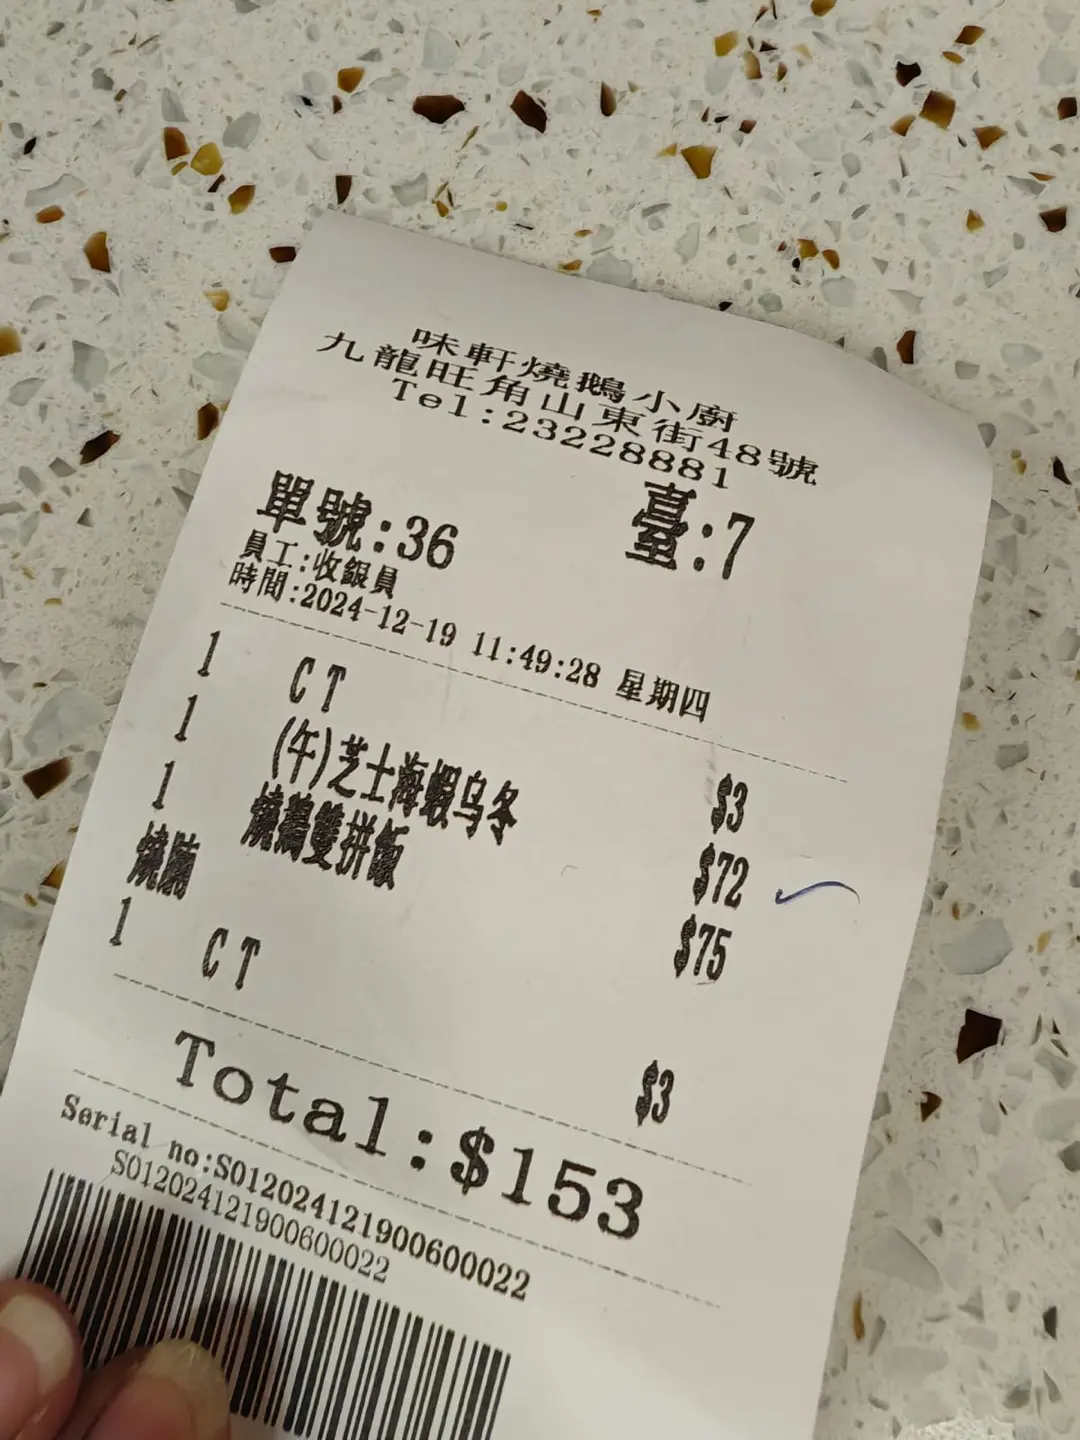 味軒燒鵝小廚
九龍旺角山東街48號
Tel:23228881
單號:36 臺:7
員工:收銀員
時間:2024-12-19 11:49:28 星期四
1 CT $3
1 (午)芝士海蝦乌冬 $72
1 燒鵝雙拼飯 $75
燒腩
1 CT $3
Total:$153
Serial no:S01202412190060022
S01202412190060022